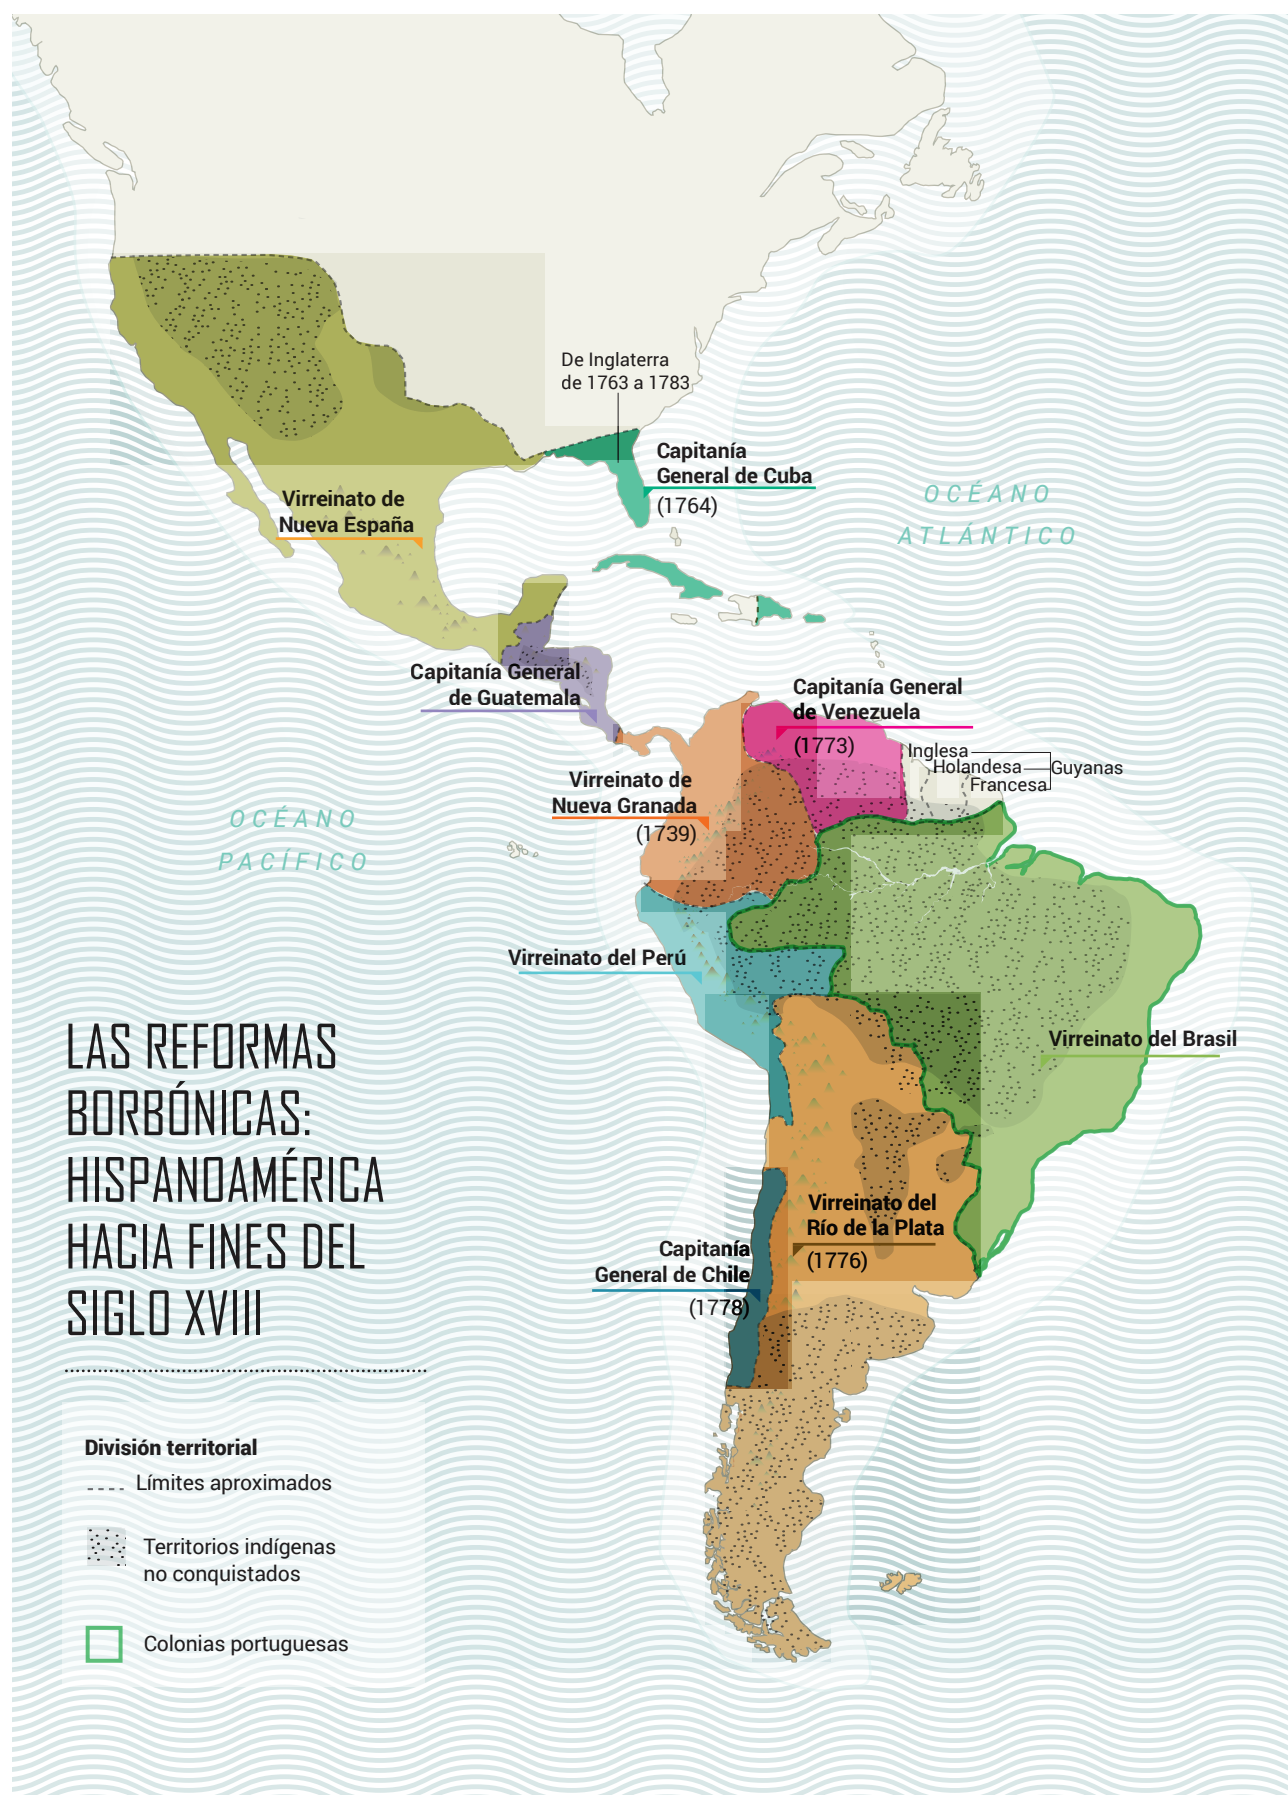 De Inglaterra
de 1763 a 1783
Capitanía
General de Cuba
(1764)
OCÉANO
ATLÁNTICO
Virreinato de
Nueva España
Capitanía General
de Guatemala
Capitanía General
de Venezuela
(1773)
Inglesa
Holandesa
Francesa
Guyanas
Virreinato de
Nueva Granada
(1739)
OCÉANO
PACÍFICO
Virreinato del Perú
Virreinato del Brasil
Virreinato del
Río de la Plata
(1776)
Capitanía
General de Chile
(1778)
LAS REFORMAS
BORBÓNICAS:
HISPANOAMÉRICA
HACIA FINES DEL
SIGLO XVIII
División territorial
Límites aproximados
Territorios indígenas
no conquistados
Colonias portuguesas